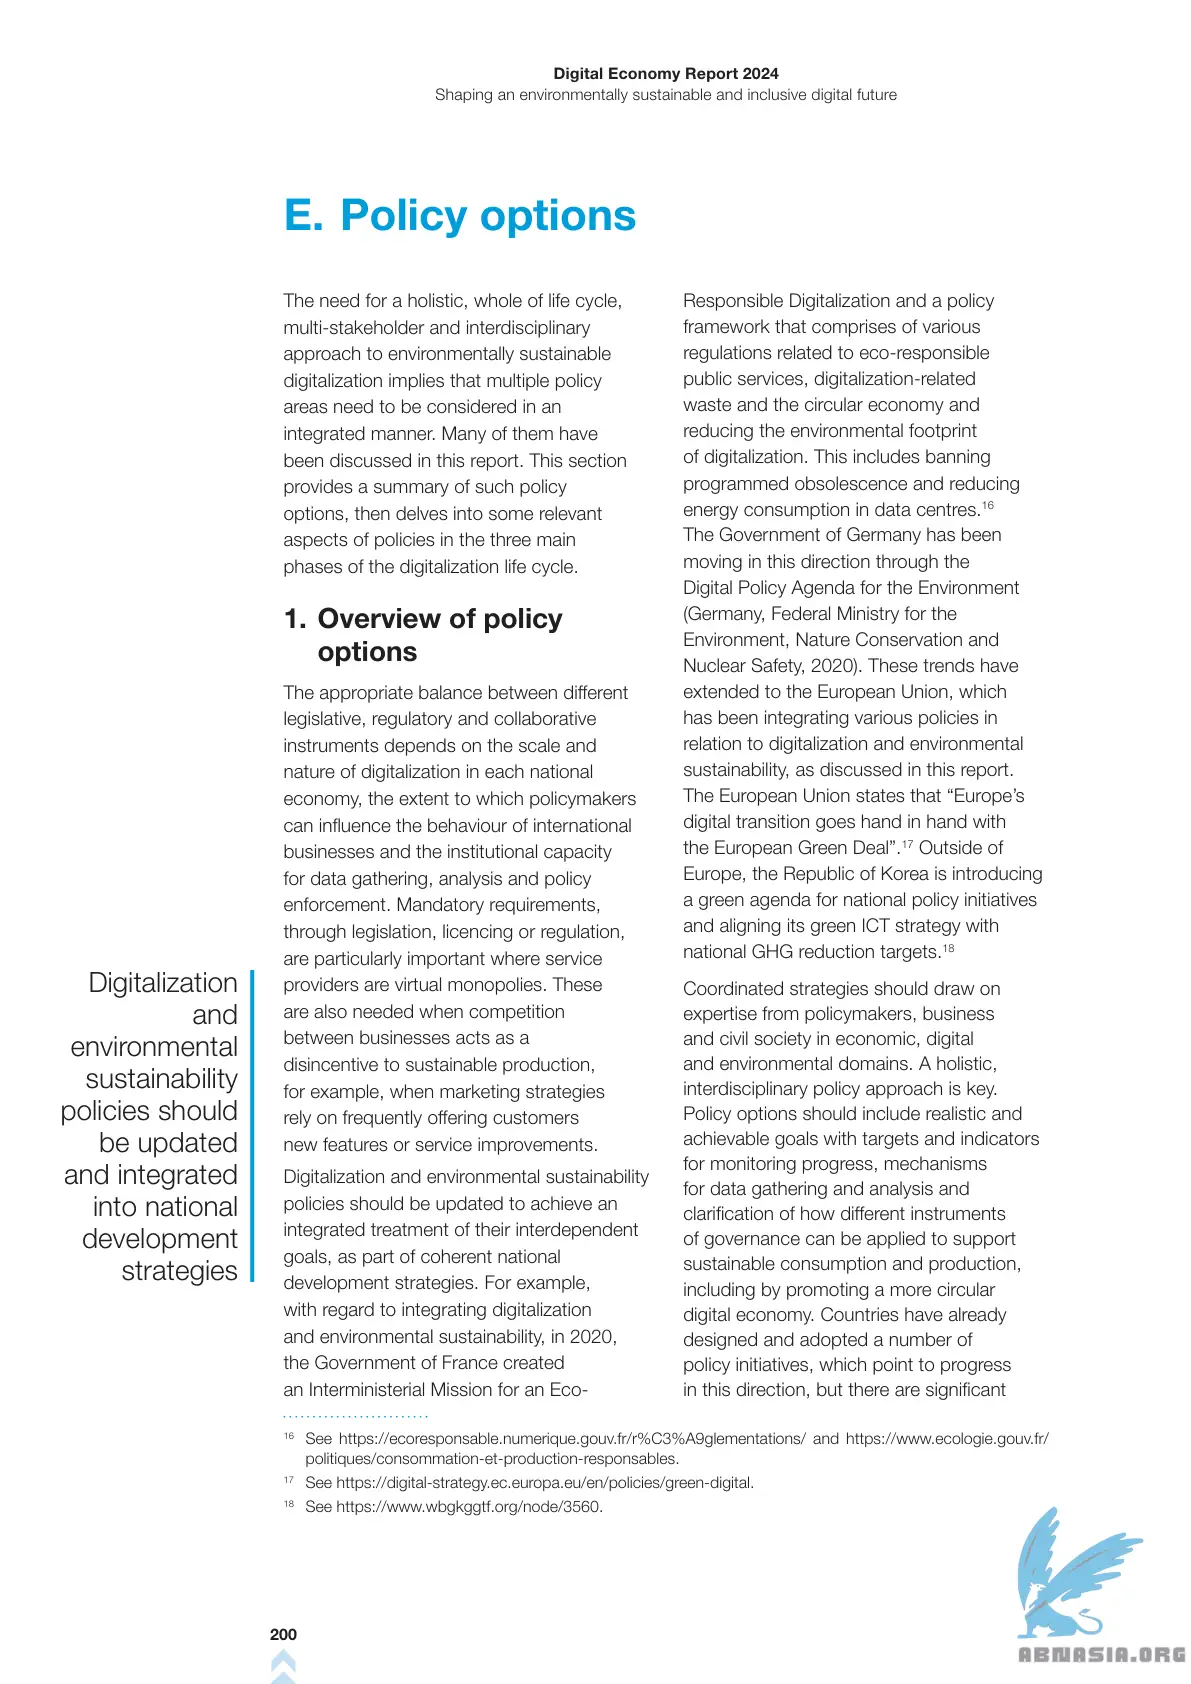 Digital Economy Report 2024
Shaping an environmentally sustainable and inclusive digital future
E. Policy options
The need for a holistic, whole of life cycle,
multi-stakeholder and interdisciplinary
approach to environmentally sustainable
digitalization implies that multiple policy
areas need to be considered in an
integrated manner. Many of them have
been discussed in this report. This section
provides a summary of such policy
options, then delves into some relevant
aspects of policies in the three main
phases of the digitalization life cycle.
1. Overview of policy
options
The appropriate balance between different
legislative, regulatory and collaborative
instruments depends on the scale and
nature of digitalization in each national
economy, the extent to which policymakers
can influence the behaviour of international
businesses and the institutional capacity
for data gathering, analysis and policy
enforcement. Mandatory requirements,
through legislation, licencing or regulation,
are particularly important where service
providers are virtual monopolies. These
are also needed when competition
between businesses acts as a
disincentive to sustainable production,
for example, when marketing strategies
rely on frequently offering customers
new features or service improvements.
Digitalization and environmental sustainability
policies should be updated to achieve an
integrated treatment of their interdependent
goals, as part of coherent national
development strategies. For example,
with regard to integrating digitalization
and environmental sustainability, in 2020,
the Government of France created
an Interministerial Mission for an Eco-
Digitalization
and
environmental
sustainability
policies should
be updated
and integrated
into national
development
strategies
Responsible Digitalization and a policy
framework that comprises of various
regulations related to eco-responsible
public services, digitalization-related
waste and the circular economy and
reducing the environmental footprint
of digitalization. This includes banning
programmed obsolescence and reducing
energy consumption in data centres.16
The Government of Germany has been
moving in this direction through the
Digital Policy Agenda for the Environment
(Germany, Federal Ministry for the
Environment, Nature Conservation and
Nuclear Safety, 2020). These trends have
extended to the European Union, which
has been integrating various policies in
relation to digitalization and environmental
sustainability, as discussed in this report.
The European Union states that “Europe’s
digital transition goes hand in hand with
the European Green Deal”.17 Outside of
Europe, the Republic of Korea is introducing
a green agenda for national policy initiatives
and aligning its green ICT strategy with
national GHG reduction targets.18
Coordinated strategies should draw on
expertise from policymakers, business
and civil society in economic, digital
and environmental domains. A holistic,
interdisciplinary policy approach is key.
Policy options should include realistic and
achievable goals with targets and indicators
for monitoring progress, mechanisms
for data gathering and analysis and
clarification of how different instruments
of governance can be applied to support
sustainable consumption and production,
including by promoting a more circular
digital economy. Countries have already
designed and adopted a number of
policy initiatives, which point to progress
in this direction, but there are significant
16 See https://ecoresponsable.numerique.gouv.fr/r%C3%A9glementations/ and https://www.ecologie.gouv.fr/
politiques/consommation-et-production-responsables.
17 See https://digital-strategy.ec.europa.eu/en/policies/green-digital.
18 See https://www.wbgkggtf.org/node/3560.
200
ABNASIA.ORG